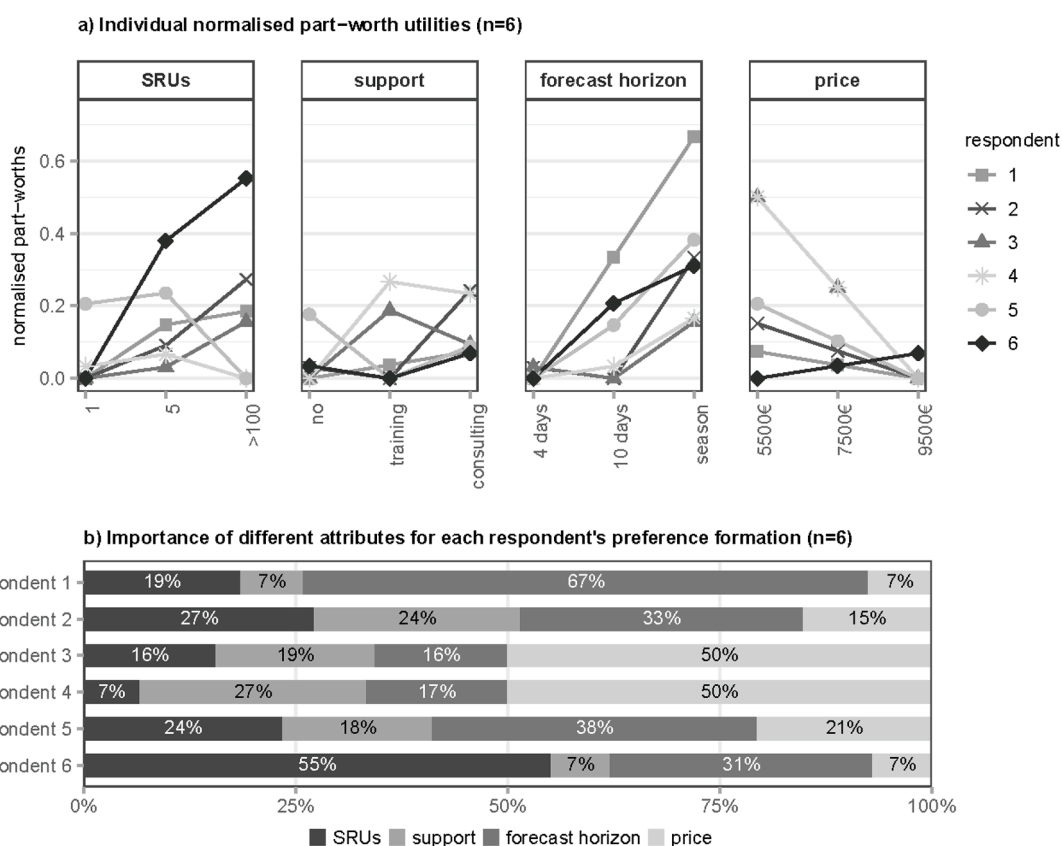 a) Individual normalised part−worth utilities (n=6)
SRUs support forecast horizon price
normalised part−worths
0.6
0.4
0.2
0.0
1 5 >100 no training consulting 4 days 10 days season 5500€ 7500€ 9500€
respondent
1
2
3
4
5
6
b) Importance of different attributes for each respondent's preference formation (n=6)
ondent 1 19% 7% 67% 7%
ondent 2 27% 24% 33% 15%
ondent 3 16% 19% 16% 50%
ondent 4 7% 27% 17% 50%
ondent 5 24% 18% 38% 21%
ondent 6 55% 7% 31% 7%
0% 25% 50% 75% 100%
SRUs support forecast horizon price